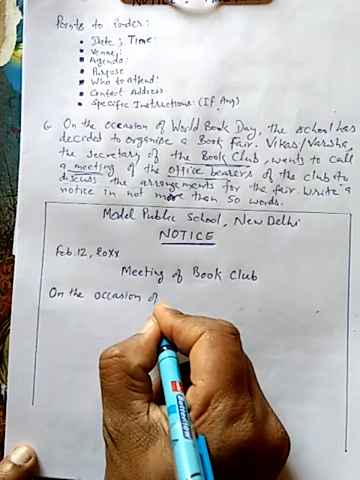 Points to Ponder:
▪ Date ; Time:
▪ Venue:
▪ Agenda:
▪ Purpose
▪ Who to attend:
▪ Contact Address
▪ Specific Instructions: (If Any)
6. On the occasion of World Book Day, the school has
decided to organise a Book fair. Vikas/Varsha,
the secretary of the Book Club, wants to call
a meeting of the office bearers of the club to
discuss the arrangements for the fair. Write a
notice in not more than 50 words.
Model Public School, New Delhi
NOTICE
Feb. 12, 20XX
Meeting of Book Club
On the occasion of